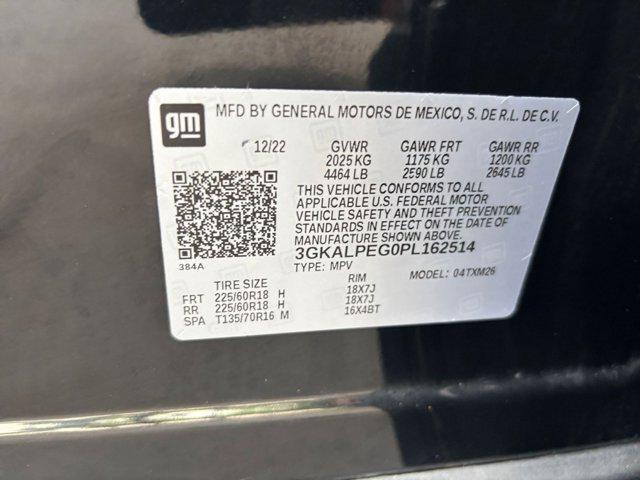 gm
MFD BY GENERAL MOTORS DE MEXICO, S. DE R.L. DE C.V.
12/22 GVWR GAWR FRT GAWR RR
2025 KG 1175 KG 1200 KG
4464 LB 2590 LB 2645 LB
THIS VEHICLE CONFORMS TO ALL
APPLICABLE U.S. FEDERAL MOTOR
VEHICLE SAFETY AND THEFT PREVENTION
STANDARDS IN EFFECT ON THE DATE OF
MANUFACTURE SHOWN ABOVE.
384A
3GKALPEG0PL162514
TYPE: MPV MODEL: 04TXM26
TIRE SIZE RIM
FRT 225/60R18 H 18X7J
RR 225/60R18 H 18X7J
SPA T135/70R16 M 16X4BT